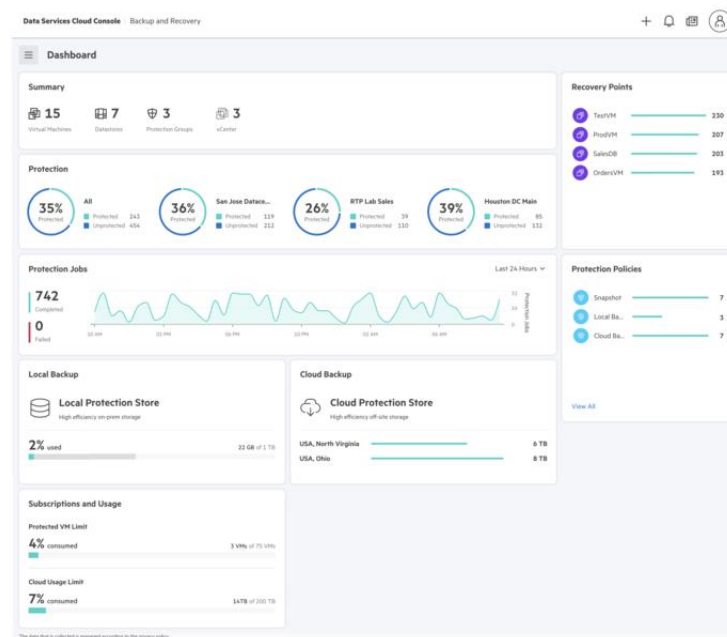 Data Services Cloud Console Backup and Recovery
Dashboard
Summary
15
Virtual Machines
7
Datastores
3
Protection Groups
3
vCenter
Recovery Points
TestVM 230
ProdVM 207
SalesDB 203
OrdersVM 193
Protection
35%
Protected
All
Protected 242
Unprotected 454
36%
Protected
San Jose Datace...
Protected 119
Unprotected 212
26%
Protected
RTP Lab Sales
Protected 39
Unprotected 110
39%
Protected
Houston DC Main
Protected 85
Unprotected 132
Protection Jobs
Last 24 Hours
742
Completed
0
Failed
Protection Jobs
Protection Policies
Snapshot 7
Local Ba... 3
Cloud Ba... 7
View All
Local Backup
Local Protection Store
High efficiency on-prem storage
2% used
22 GB of 1 TB
Cloud Backup
Cloud Protection Store
High efficiency off-site storage
USA, North Virginia 6 TB
USA, Ohio 8 TB
Subscriptions and Usage
Protected VM Limit
4% consumed
3 VMs of 75 VMs
Cloud Usage Limit
7% consumed
14TB of 200 TB